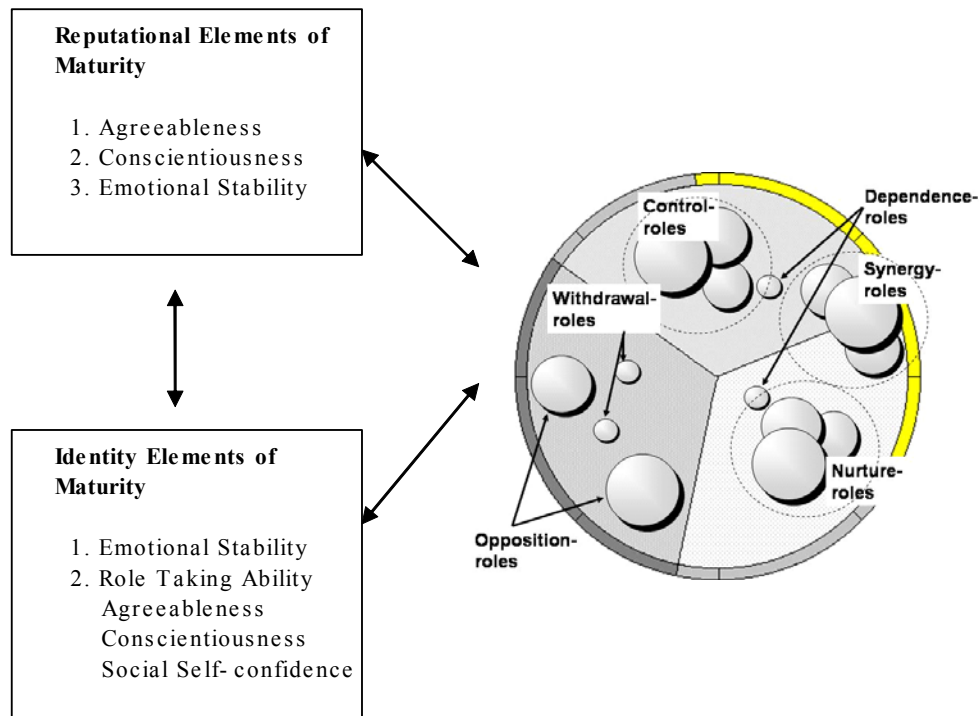 Reputational Elements of
Maturity
1. Agreeableness
2. Conscientiousness
3. Emotional Stability
Identity Elements of
Maturity
1. Emotional Stability
2. Role Taking Ability
Agreeableness
Conscientiousness
Social Self- confidence
Control-
roles
Dependence-
roles
Synergy-
roles
Withdrawal-
roles
Nurture-
roles
Opposition-
roles